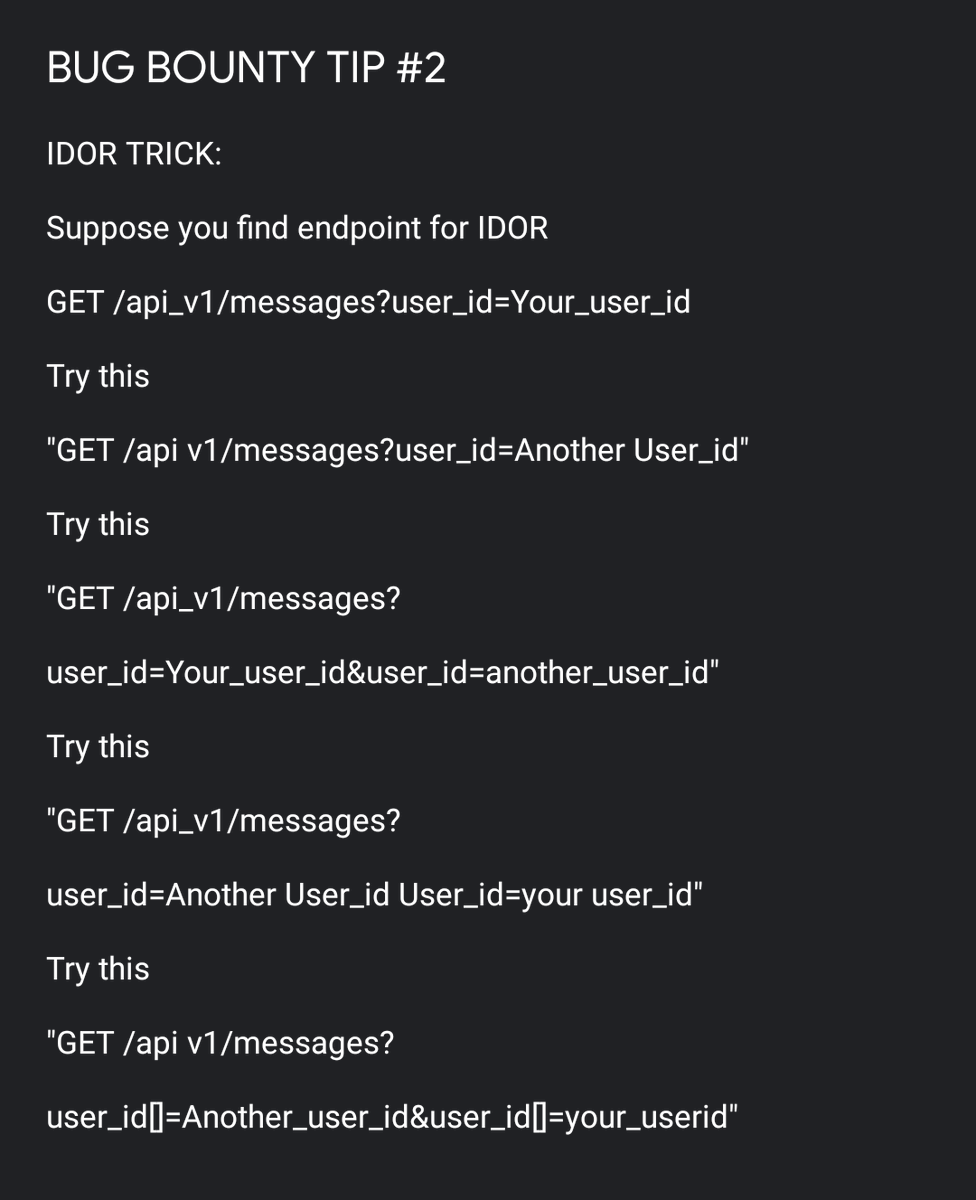 BUG BOUNTY TIP #2
IDOR TRICK:
Suppose you find endpoint for IDOR
GET /api_v1/messages?user_id=Your_user_id
Try this
"GET /api v1/messages?user_id=Another User_id"
Try this
"GET /api_v1/messages?
user_id=Your_user_id&user_id=another_user_id"
Try this
"GET /api_v1/messages?
user_id=Another User_id User_id=your user_id"
Try this
"GET /api v1/messages?
user_id[]=Another_user_id&user_id[]=your_userid"